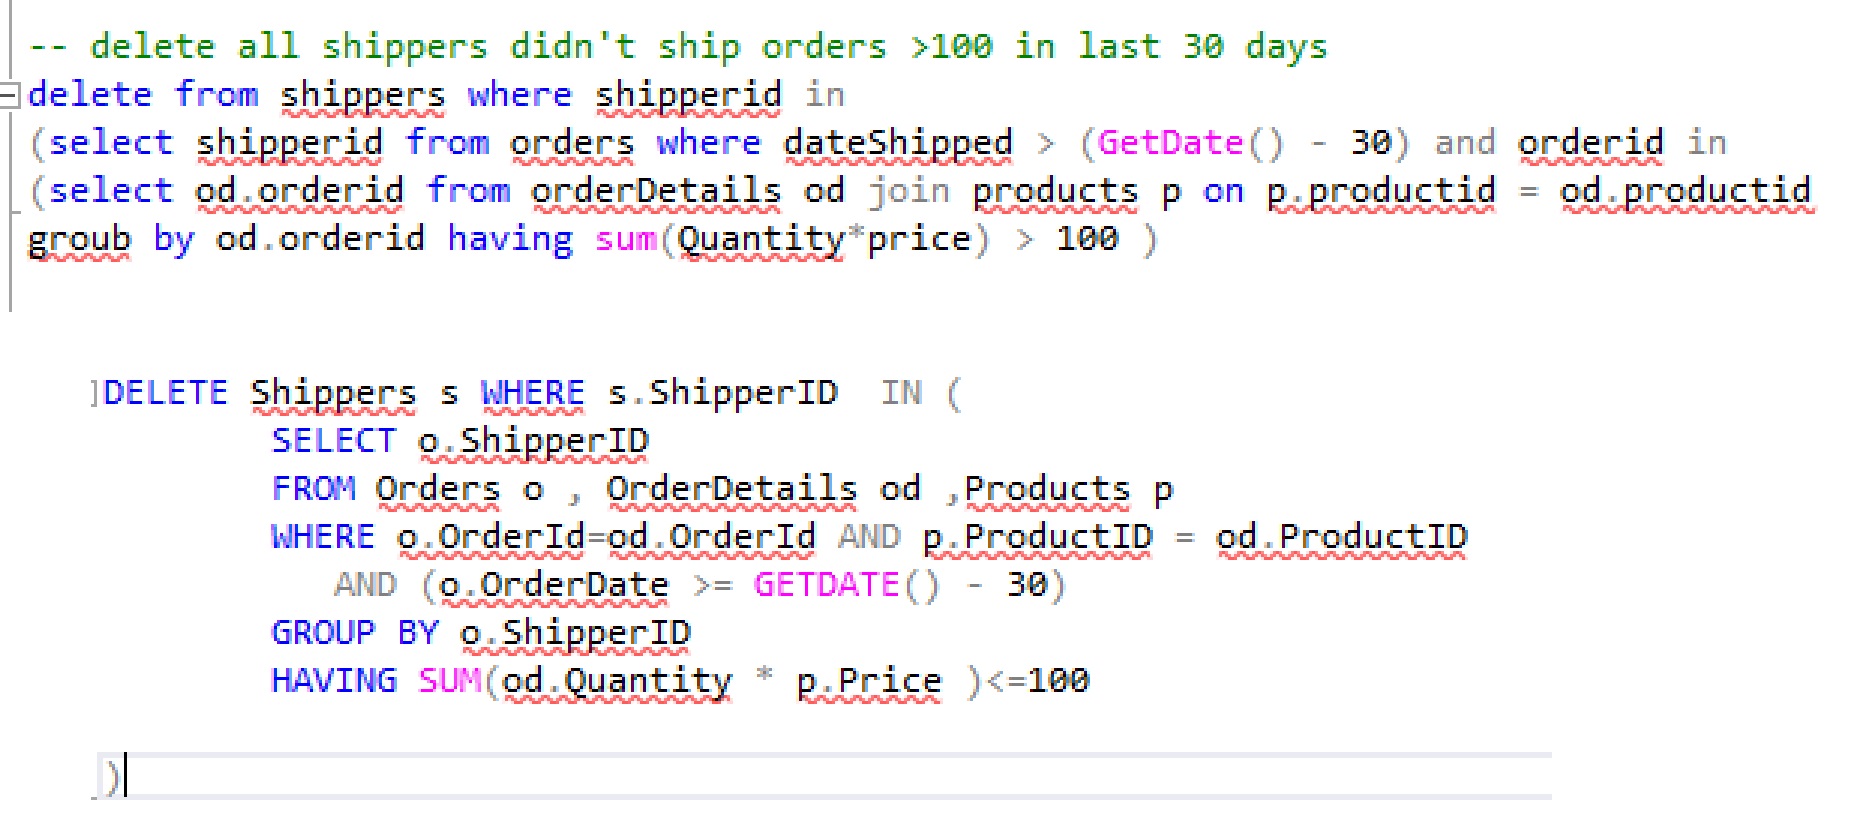 -- delete all shippers didn't ship orders >100 in last 30 days
delete from shippers where shipperid in
(select shipperid from orders where dateShipped > (GetDate() - 30) and orderid in
(select od.orderid from orderDetails od join products p on p.productid = od.productid
groub by od.orderid having sum(Quantity*price) > 100 )
DELETE Shippers s WHERE s.ShipperID  IN (
SELECT o.ShipperID
FROM Orders o , OrderDetails od ,Products p
WHERE o.OrderId=od.OrderId AND p.ProductID = od.ProductID
AND (o.OrderDate >= GETDATE() - 30)
GROUP BY o.ShipperID
HAVING SUM(od.Quantity * p.Price )<=100
)